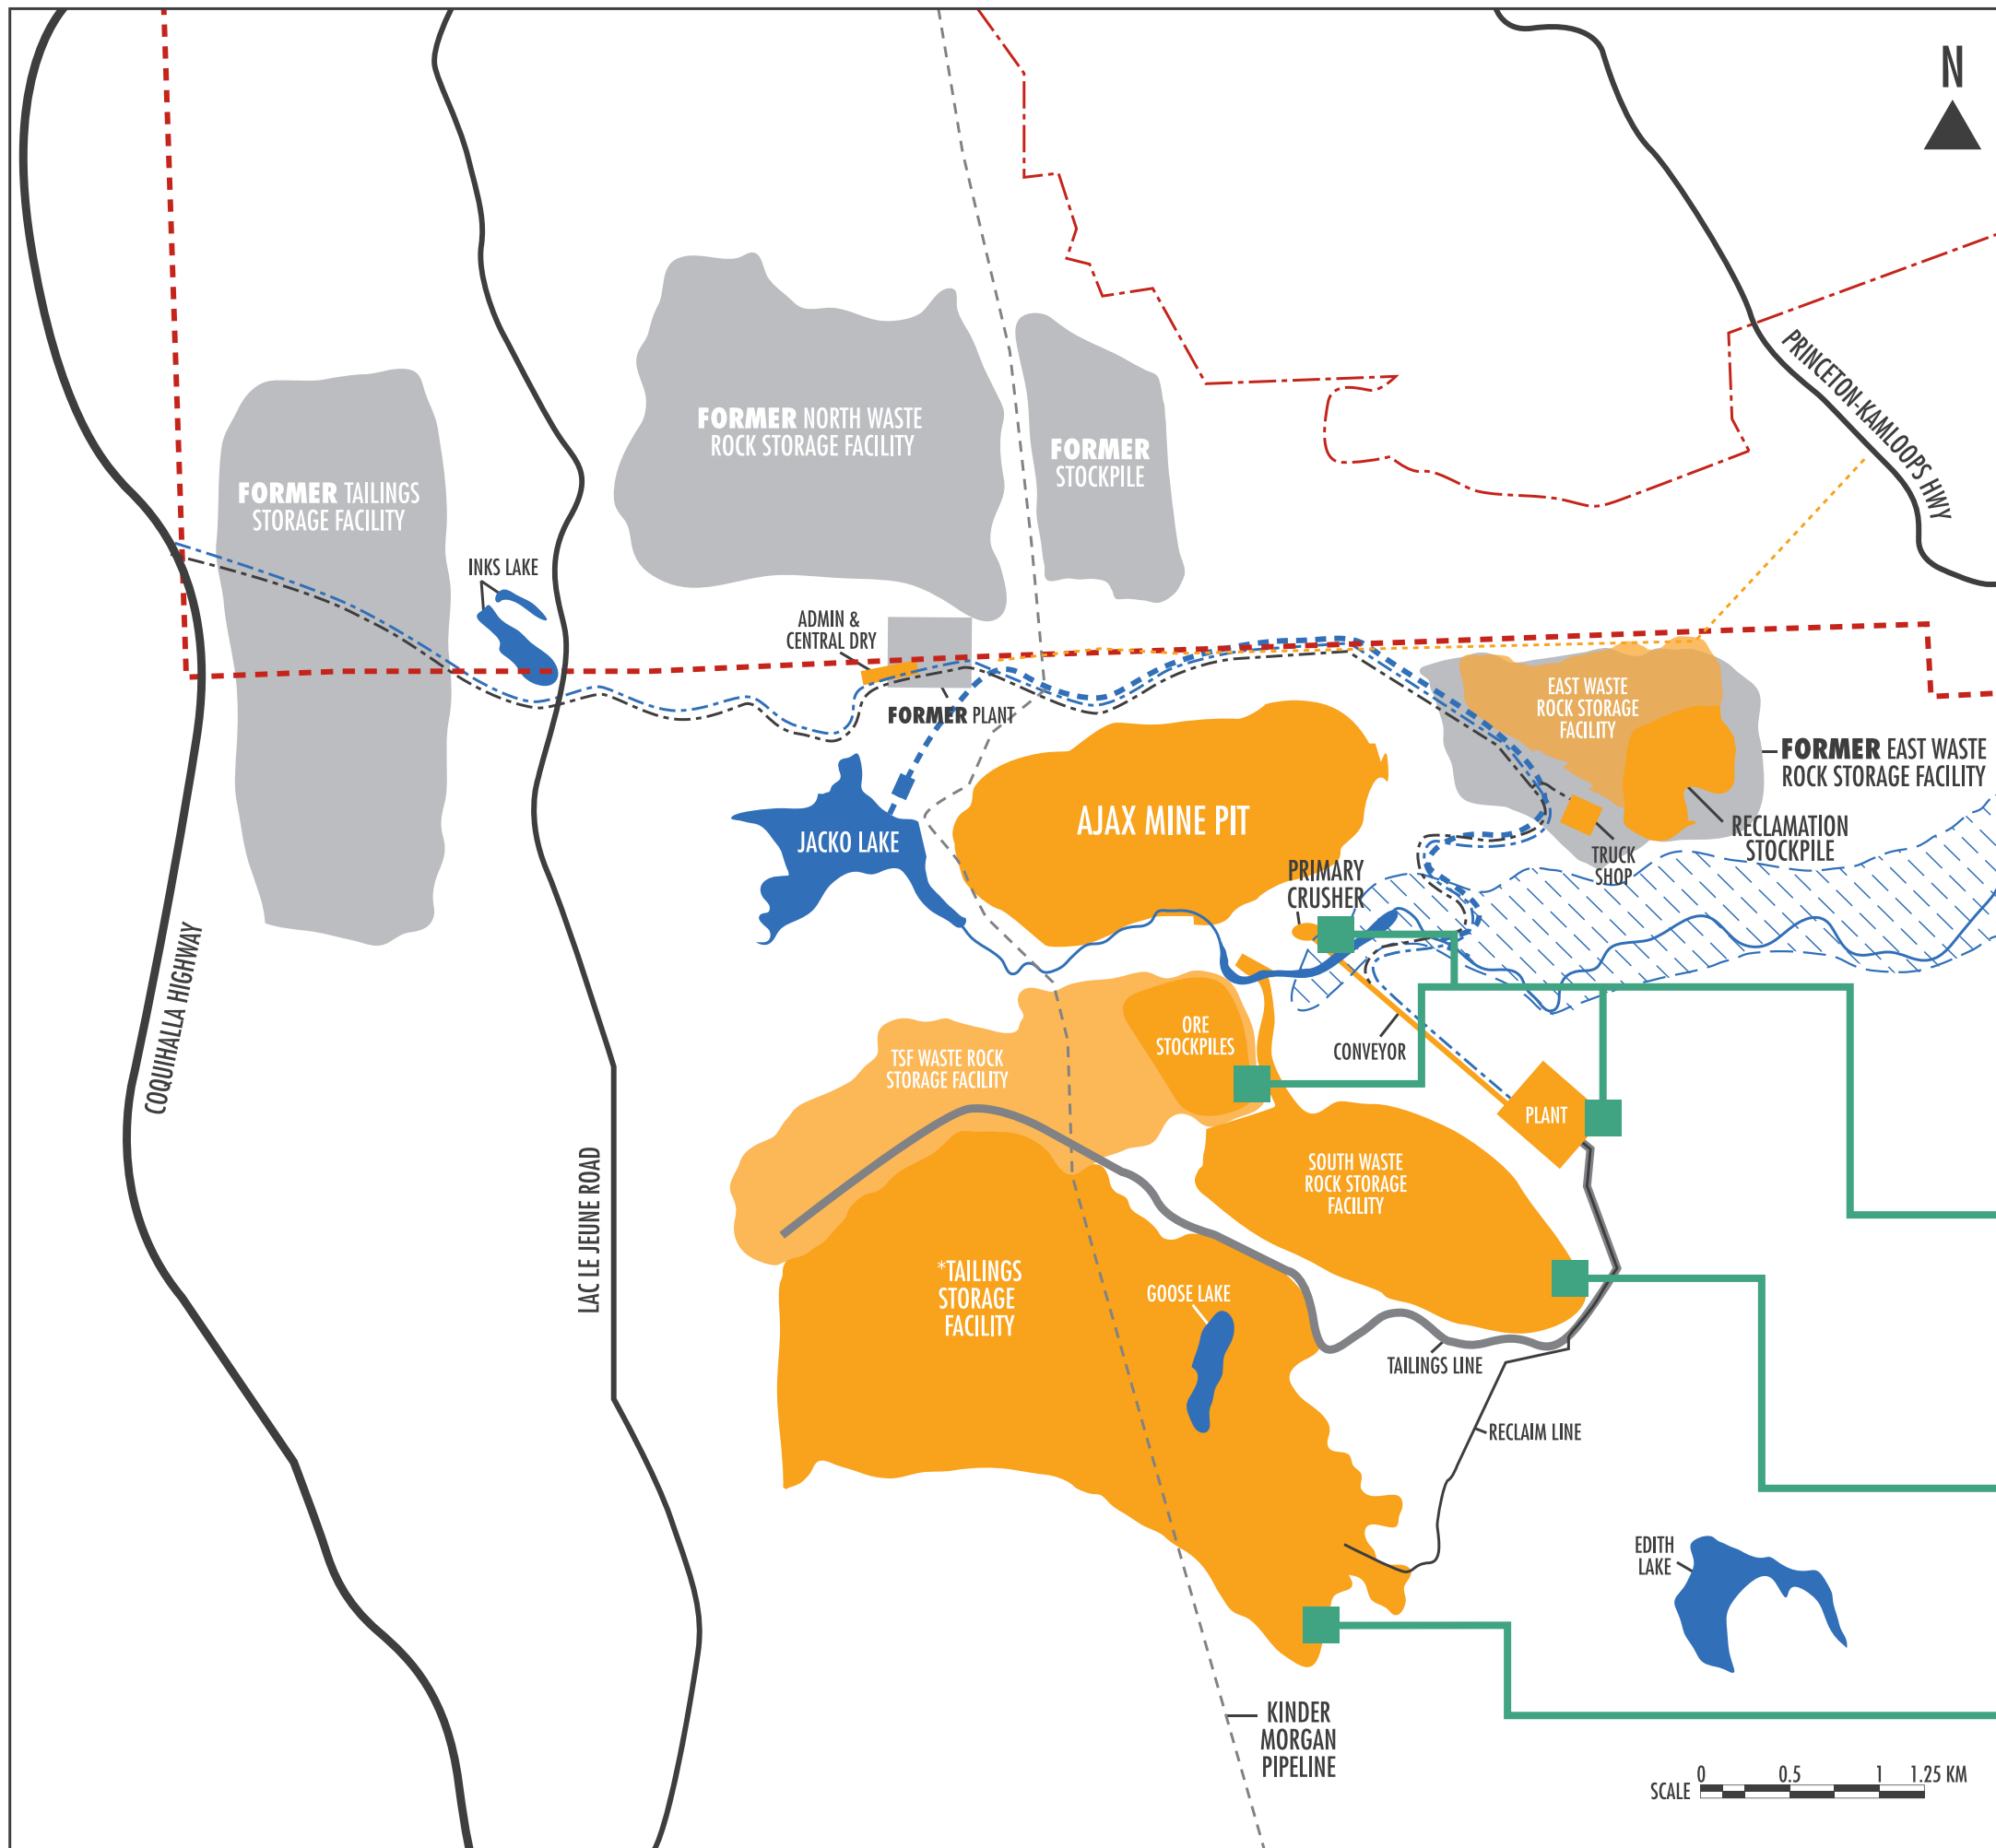 N
PRINCETON-KAMLOOPS HWY
FORMER NORTH WASTE
ROCK STORAGE FACILITY
FORMER
STOCKPILE
FORMER TAILINGS
STORAGE FACILITY
INKS LAKE
ADMIN &
CENTRAL DRY
FORMER PLANT
EAST WASTE
ROCK STORAGE
FACILITY
FORMER EAST WASTE
ROCK STORAGE FACILITY
RECLAMATION
STOCKPILE
TRUCK
SHOP
AJAX MINE PIT
JACKO LAKE
PRIMARY
CRUSHER
COQUIHALLA HIGHWAY
ORE
STOCKPILES
CONVEYOR
TSF WASTE ROCK
STORAGE FACILITY
PLANT
SOUTH WASTE
ROCK STORAGE
FACILITY
LAC LE JEUNE ROAD
*TAILINGS
STORAGE
FACILITY
GOOSE LAKE
TAILINGS LINE
RECLAIM LINE
EDITH
LAKE
KINDER
MORGAN
PIPELINE
SCALE 0 0.5 1 1.25 KM